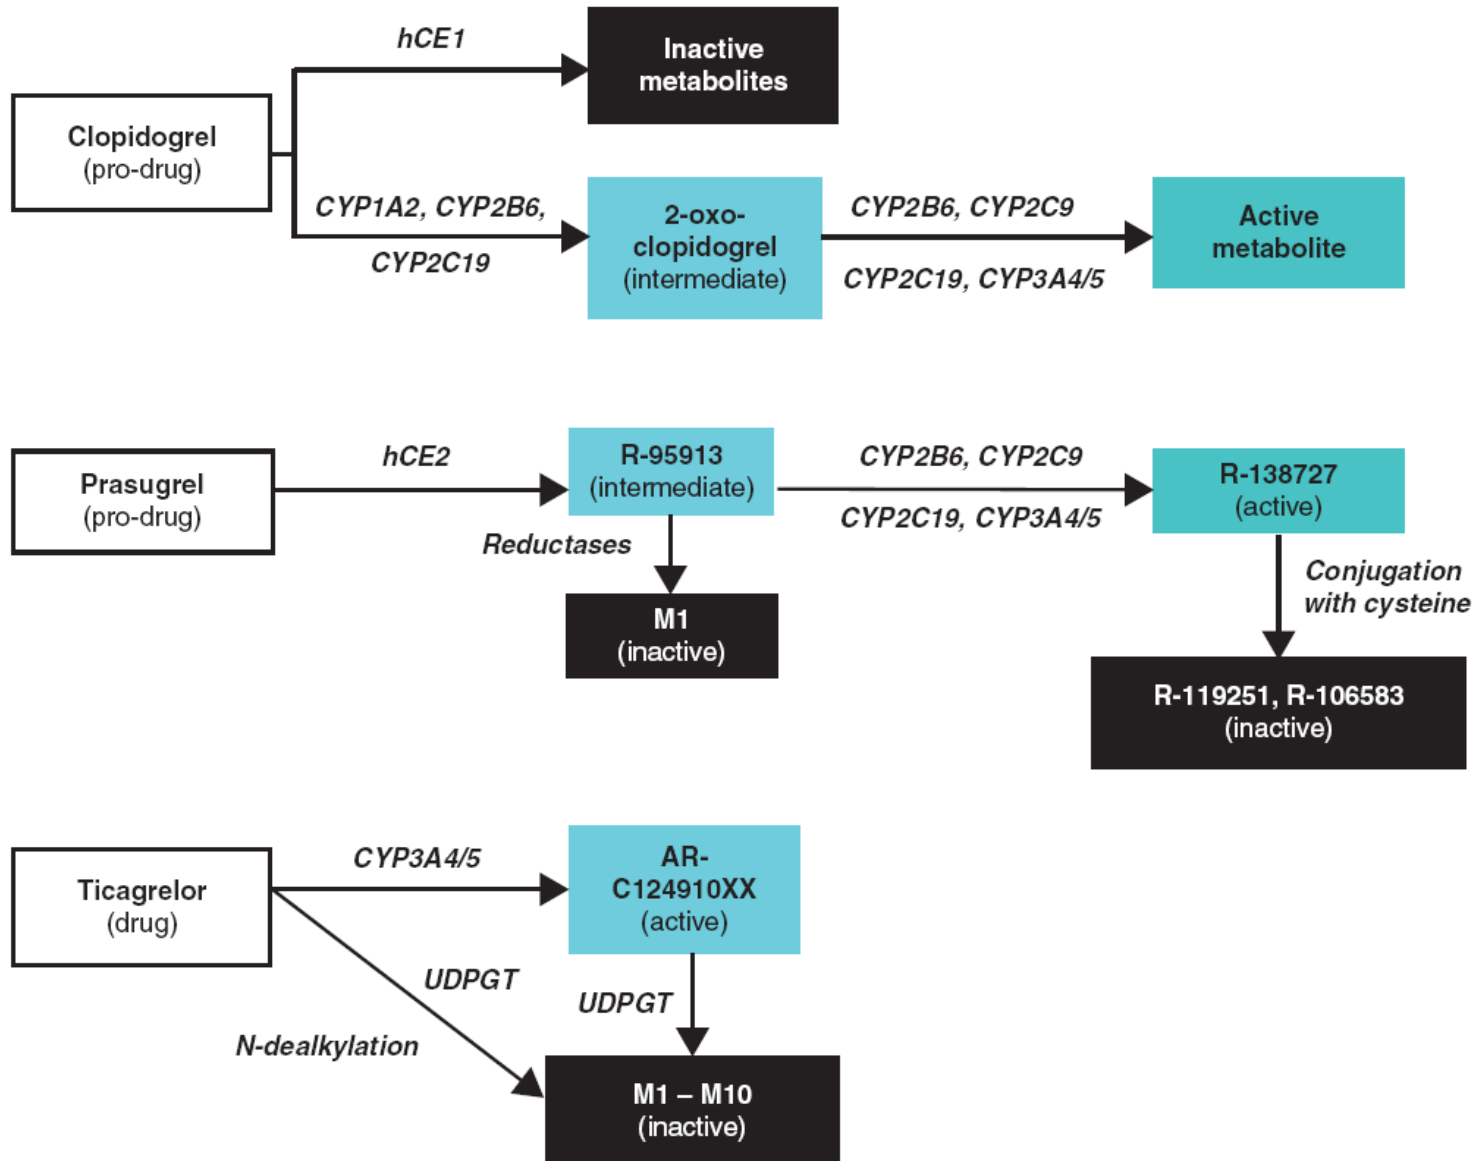 hCE1
Inactive
metabolites
Clopidogrel
(pro-drug)
CYP1A2, CYP2B6,
CYP2C19
2-oxo-
clopidogrel
(intermediate)
CYP2B6, CYP2C9
CYP2C19, CYP3A4/5
Active
metabolite
Prasugrel
(pro-drug)
hCE2
R-95913
(intermediate)
CYP2B6, CYP2C9
CYP2C19, CYP3A4/5
R-138727
(active)
Reductases
M1
(inactive)
Conjugation
with cysteine
R-119251, R-106583
(inactive)
Ticagrelor
(drug)
CYP3A4/5
AR-
C124910XX
(active)
UDPGT
N-dealkylation
UDPGT
M1 – M10
(inactive)